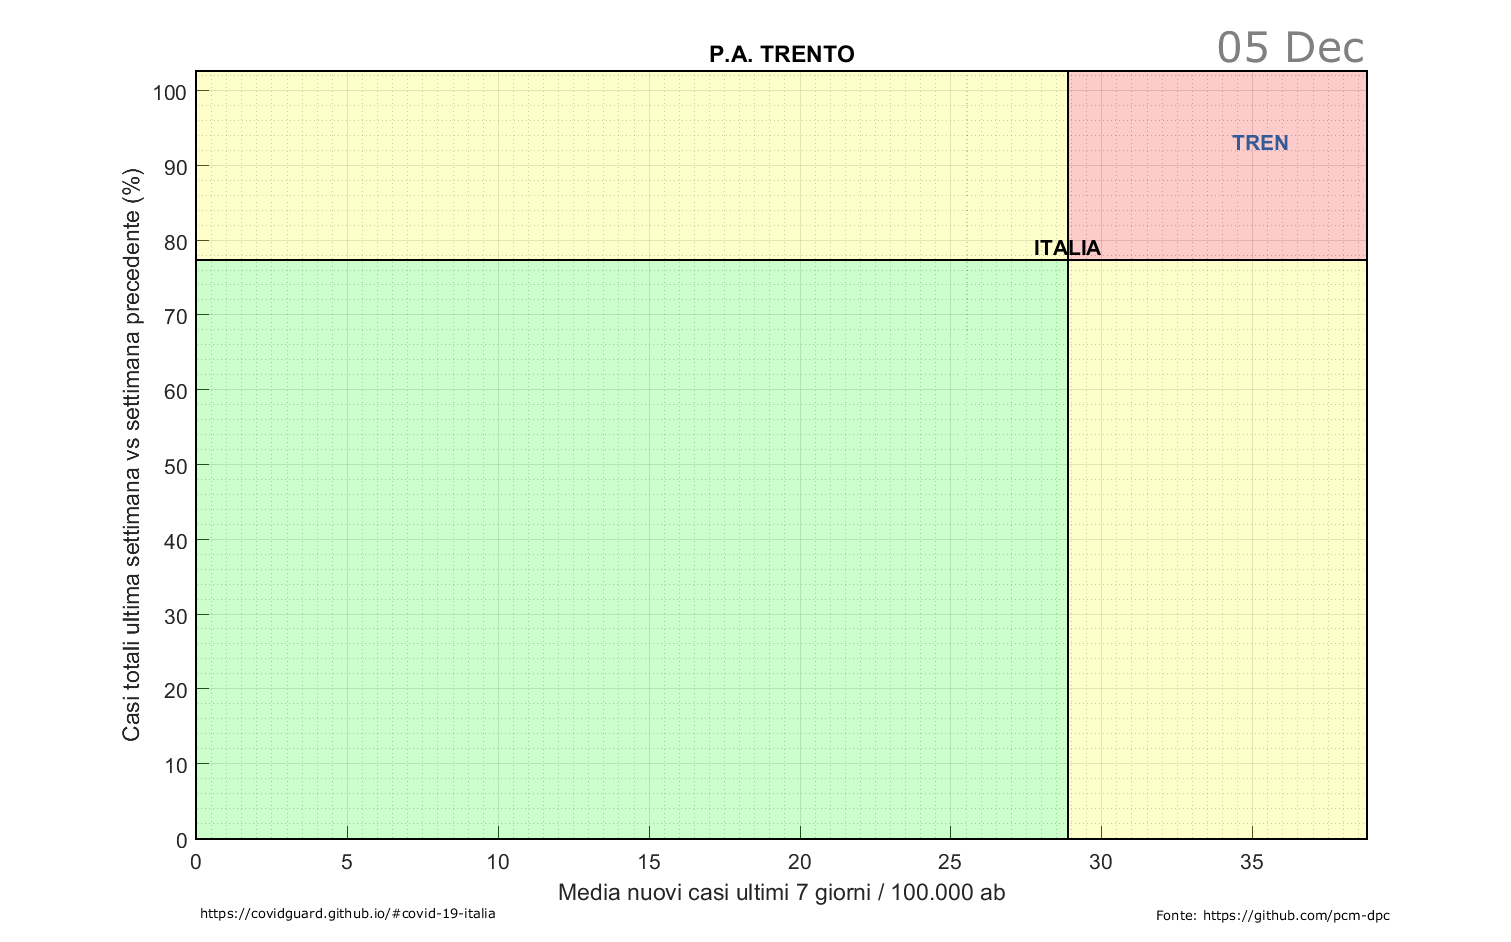 05 Dec
P.A. TRENTO
100
90
80
70
60
50
40
30
20
10
0
Casi totali ultima settimana vs settimana precedente (%)
TREN
ITALIA
0 5 10 15 20 25 30 35
Media nuovi casi ultimi 7 giorni / 100.000 ab
https://covidguard.github.io/#covid-19-italia
Fonte: https://github.com/pcm-dpc